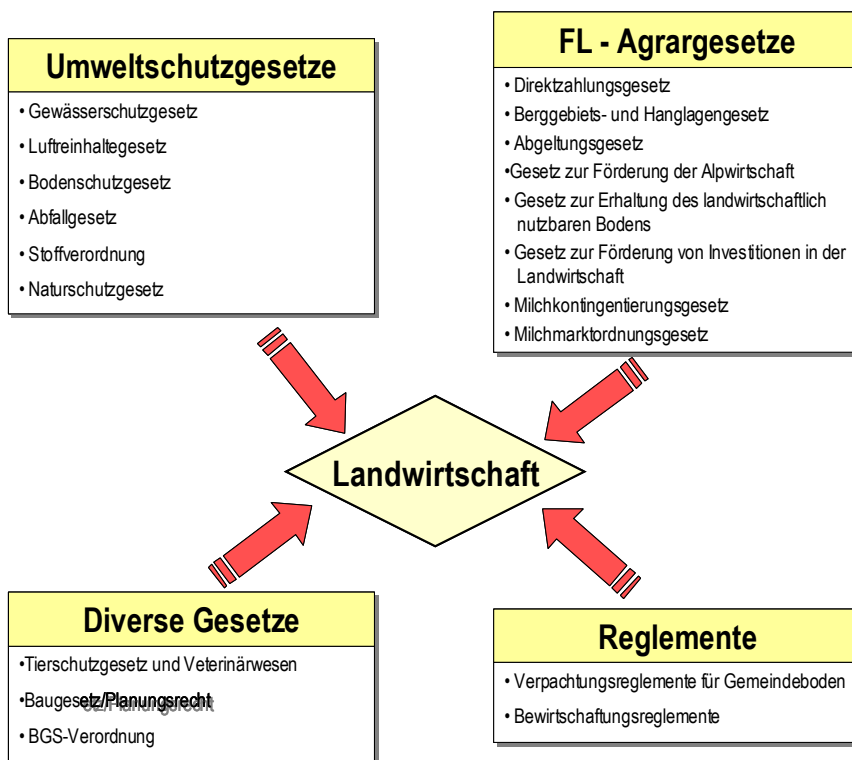 Umweltschutzgesetze
• Gewässerschutzgesetz
• Luftreinhaltegesetz
• Bodenschutzgesetz
• Abfallgesetz
• Stoffverordnung
• Naturschutzgesetz
FL - Agrargesetze
• Direktzahlungsgesetz
• Berggebiets- und Hanglagengesetz
• Abgeltungsgesetz
•Gesetz zur Förderung der Alpwirtschaft
• Gesetz zur Erhaltung des landwirtschaftlich
nutzbaren Bodens
• Gesetz zur Förderung von Investitionen in der
Landwirtschaft
• Milchkontingentierungsgesetz
• Milchmarktordnungsgesetz
Landwirtschaft
Diverse Gesetze
•Tierschutzgesetz und Veterinärwesen
•Baugesetz/Planungsrecht
• BGS-Verordnung
Reglemente
• Verpachtungsreglemente für Gemeindeboden
• Bewirtschaftungsreglemente